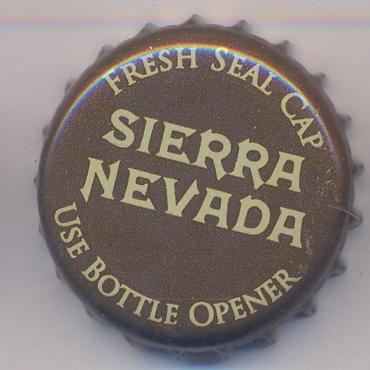 FRESH SEAL CAP
SIERRA
NEVADA
USE BOTTLE OPENER